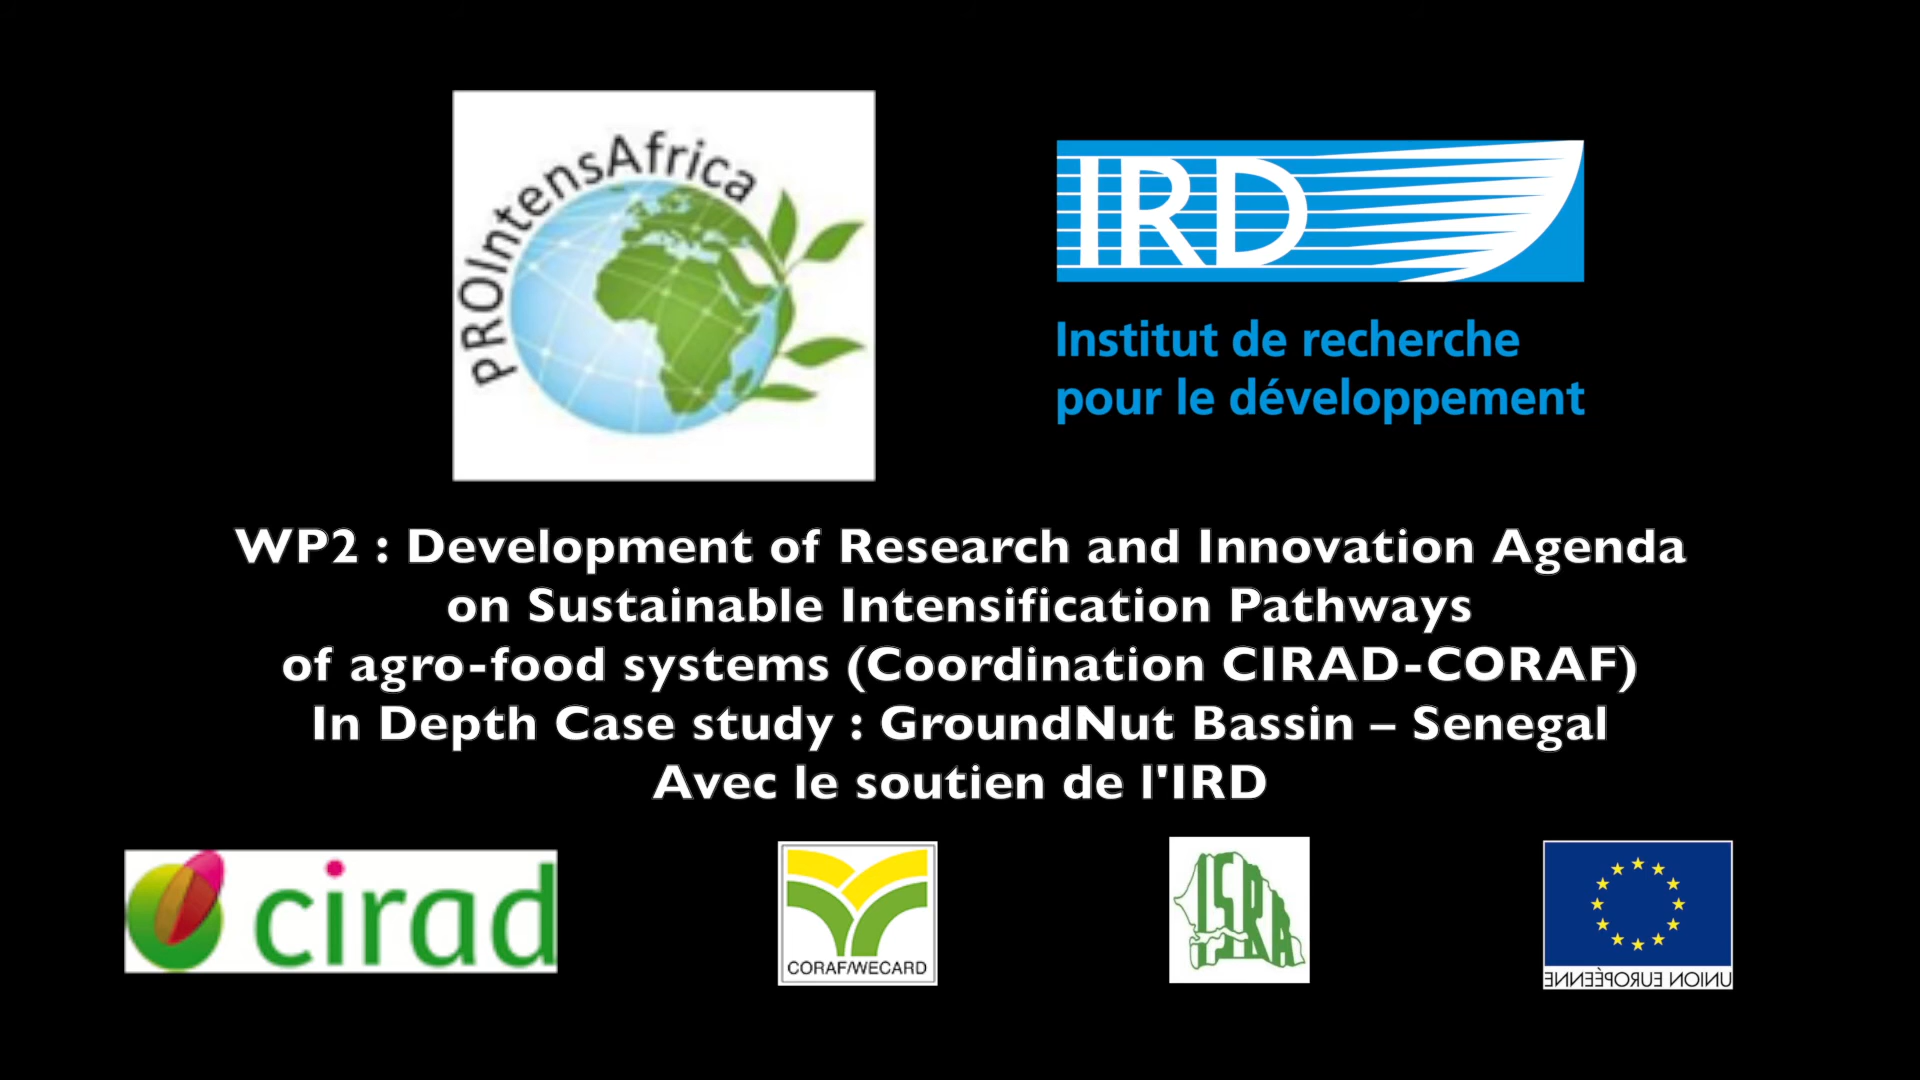 PROIntensAfrica
IRD
Institut de recherche
pour le développement
WP2 : Development of Research and Innovation Agenda
on Sustainable Intensification Pathways
of agro-food systems (Coordination CIRAD-CORAF)
In Depth Case study : GroundNut Bassin – Senegal
Avec le soutien de l'IRD
cirad
CORAF/WECARD
ISRA
UNION EUROPÉENNE